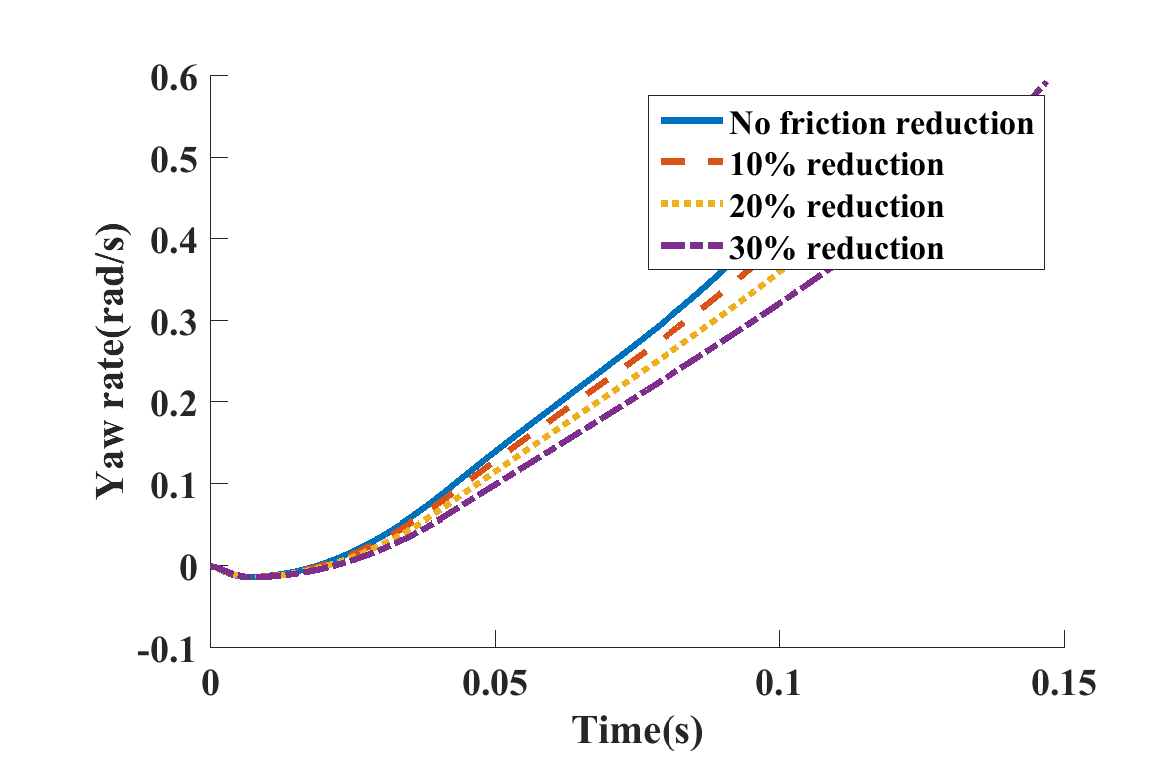 0.6
0.5
0.4
0.3
0.2
0.1
0
-0.1
Yaw rate(rad/s)
No friction reduction
10% reduction
20% reduction
30% reduction
0
0.05
0.1
0.15
Time(s)